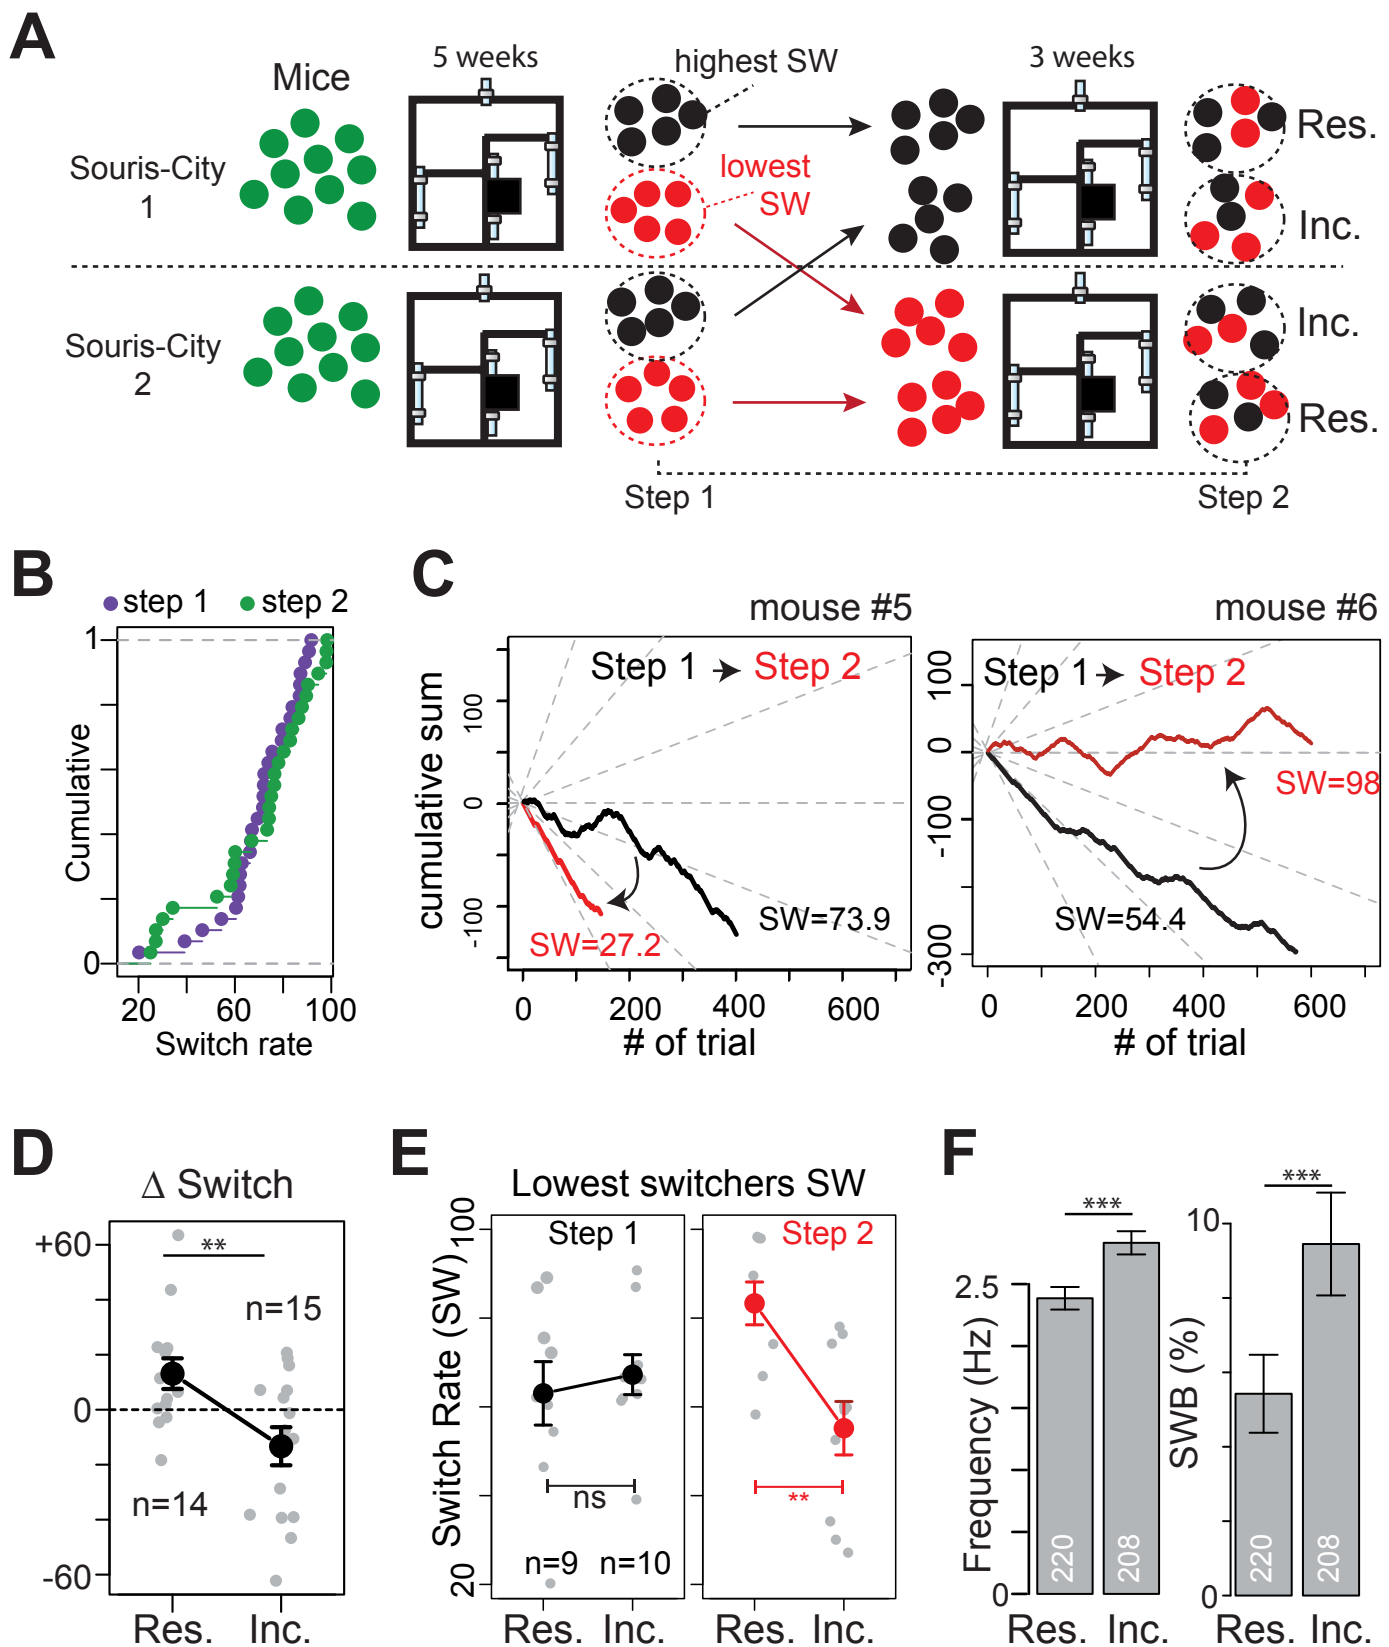 A
5 weeks
highest SW
3 weeks
Mice
Res.
lowest
SW
Souris-City
1
Inc.
Souris-City
2
Inc.
Res.
Step 1
Step 2
B
step 1
step 2
1
0
Cumulative
20
60
100
Switch rate
C
mouse #5
Step 1
Step 2
cumulative sum
100
0
-100
SW=73.9
SW=27.2
0
200
400
600
# of trial
mouse #6
Step 1
Step 2
100
0
-100
-300
SW=98
SW=54.4
0
200
400
600
# of trial
D
Δ Switch
+60
**
n=15
0
n=14
-60
Res.
Inc.
E
Lowest switchers SW
Step 1
Step 2
Switch Rate (SW)
100
20
ns
**
n=9
n=10
Res.
Inc.
Res.
Inc.
F
***
2.5
Frequency (Hz)
0
220
208
Res.
Inc.
***
10
SWB (%)
0
220
208
Res.
Inc.